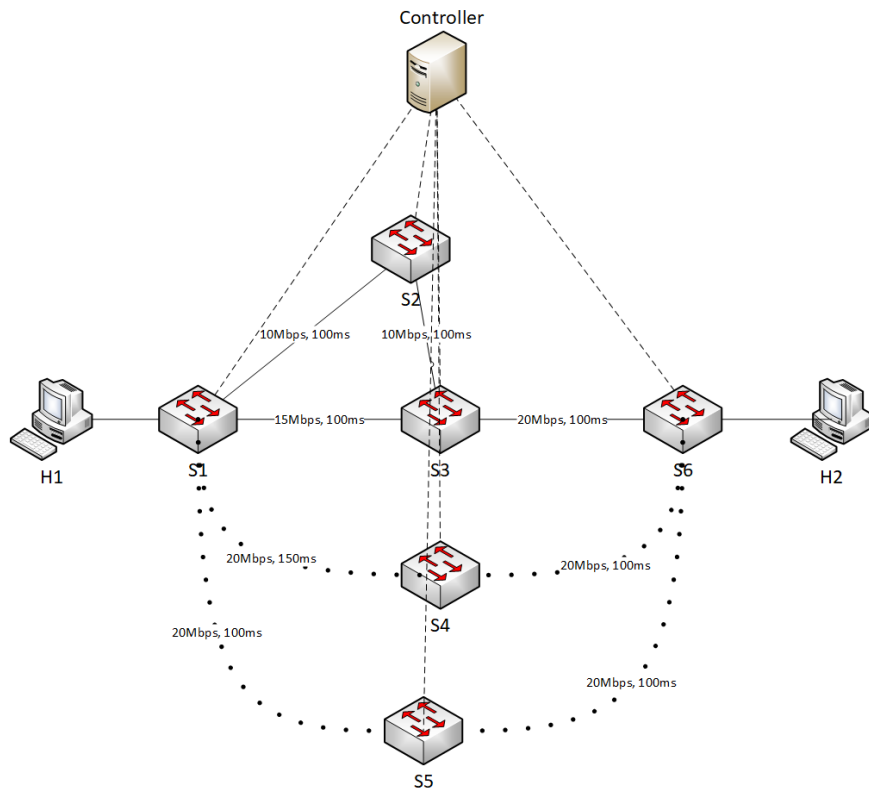 Controller
S2
10Mbps, 100ms
10Mbps, 100ms
15Mbps, 100ms
20Mbps, 100ms
H1
S1
S3
S6
H2
20Mbps, 150ms
20Mbps, 100ms
S4
20Mbps, 100ms
20Mbps, 100ms
S5